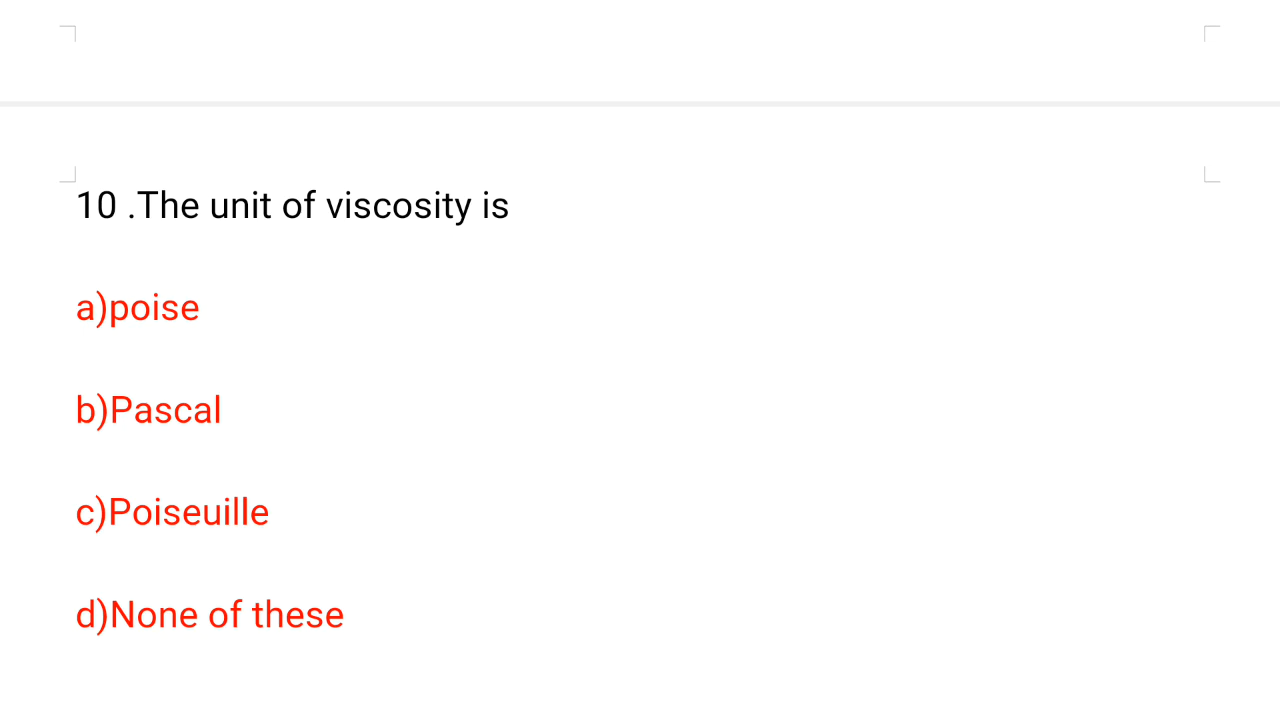 10 .The unit of viscosity is
a)poise
b)Pascal
c)Poiseuille
d)None of these